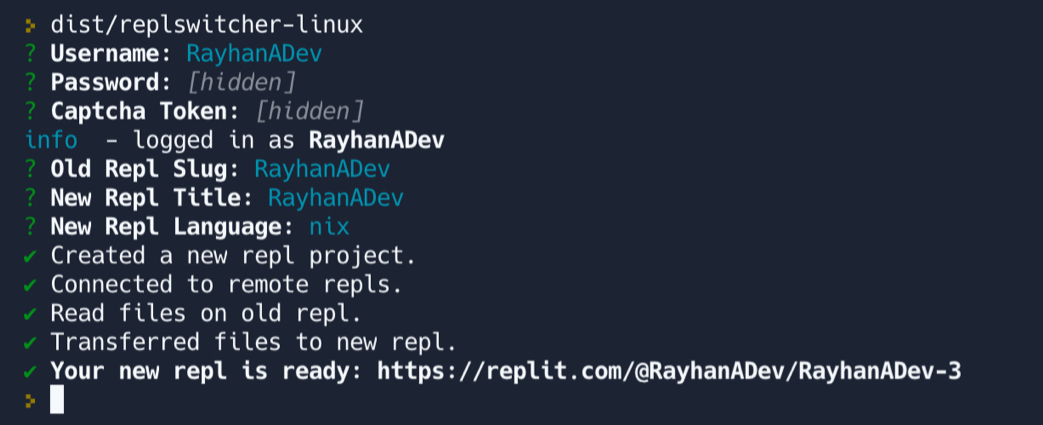 > dist/replswitcher-linux
? Username: RayhanADev
? Password: [hidden]
? Captcha Token: [hidden]
info  - logged in as RayhanADev
? Old Repl Slug: RayhanADev
? New Repl Title: RayhanADev
? New Repl Language: nix
✔ Created a new repl project.
✔ Connected to remote repls.
✔ Read files on old repl.
✔ Transferred files to new repl.
✔ Your new repl is ready: https://replit.com/@RayhanADev/RayhanADev-3
>